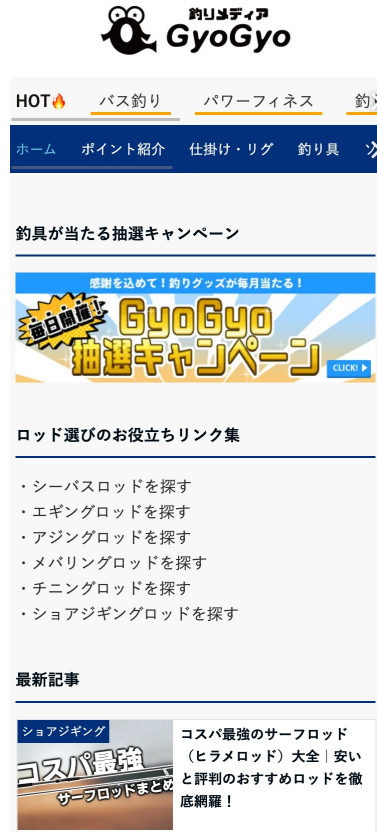 釣りメディア
GyoGyo
HOT🔥 バス釣り パワーフィネス 釣
ホーム ポイント紹介 仕掛け・リグ 釣り具
釣具が当たる抽選キャンペーン
感謝を込めて！釣りグッズが毎月当たる！
毎日開催！
GyoGyo
抽選キャンペーン
CLICK! ▶
ロッド選びのお役立ちリンク集
・シーバスロッドを探す
・エギングロッドを探す
・アジングロッドを探す
・メバリングロッドを探す
・チニングロッドを探す
・ショアジギングロッドを探す
最新記事
ショアジギング
コスパ最強
サーフロッドまとめ
コスパ最強のサーフロッド
（ヒラメロッド）大全｜安い
と評判のおすすめロッドを徹
底網羅！